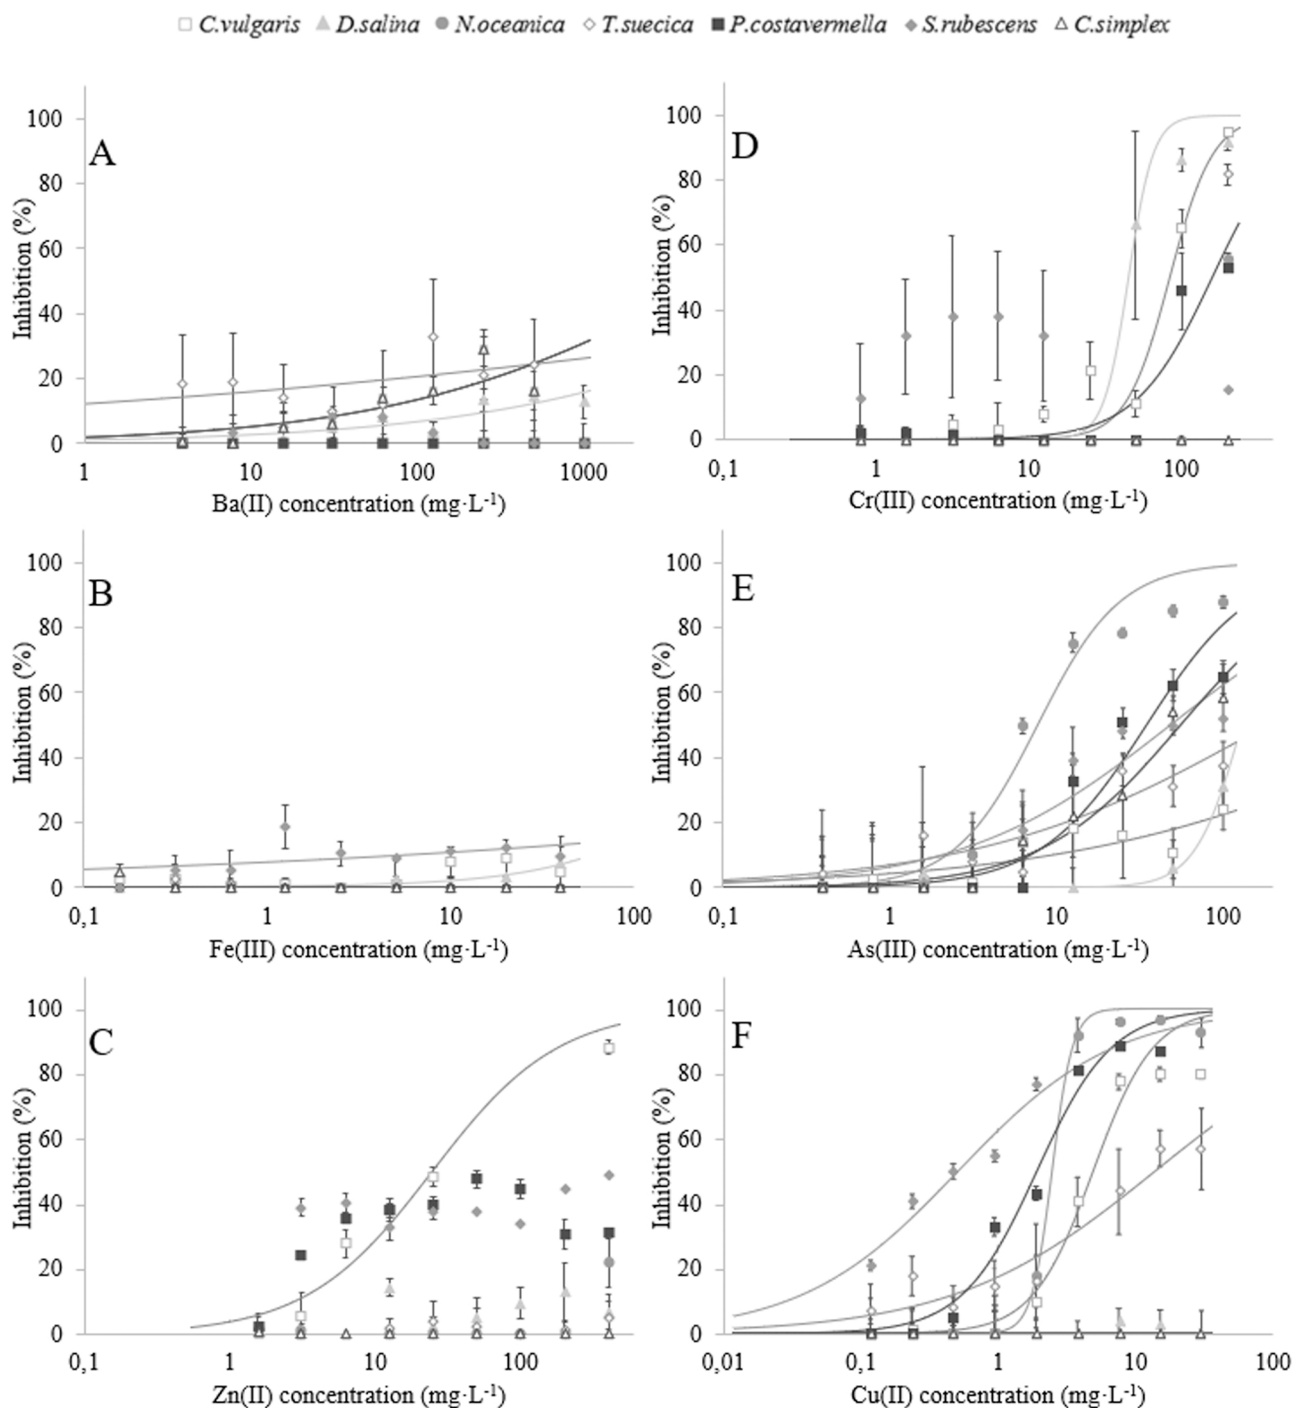 C.vulgaris D.salina N.oceanica T.suecica P.costavermella S.rubescens C.simplex
A
Inhibition (%)
100
80
60
40
20
0
1 10 100 1000
Ba(II) concentration (mg·L⁻¹)
D
Inhibition (%)
100
80
60
40
20
0
0,1 1 10 100
Cr(III) concentration (mg·L⁻¹)
B
Inhibition (%)
100
80
60
40
20
0
0,1 1 10 100
Fe(III) concentration (mg·L⁻¹)
E
Inhibition (%)
100
80
60
40
20
0
0,1 1 10 100
As(III) concentration (mg·L⁻¹)
C
Inhibition (%)
100
80
60
40
20
0
0,1 1 10 100
Zn(II) concentration (mg·L⁻¹)
F
Inhibition (%)
100
80
60
40
20
0
0,01 0,1 1 10 100
Cu(II) concentration (mg·L⁻¹)